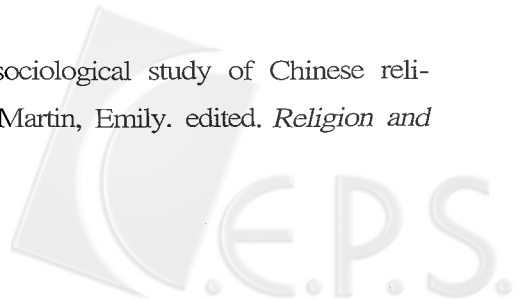 sociological study of Chinese reli-
Martin, Emily. edited. Religion and
C.E.P.S.